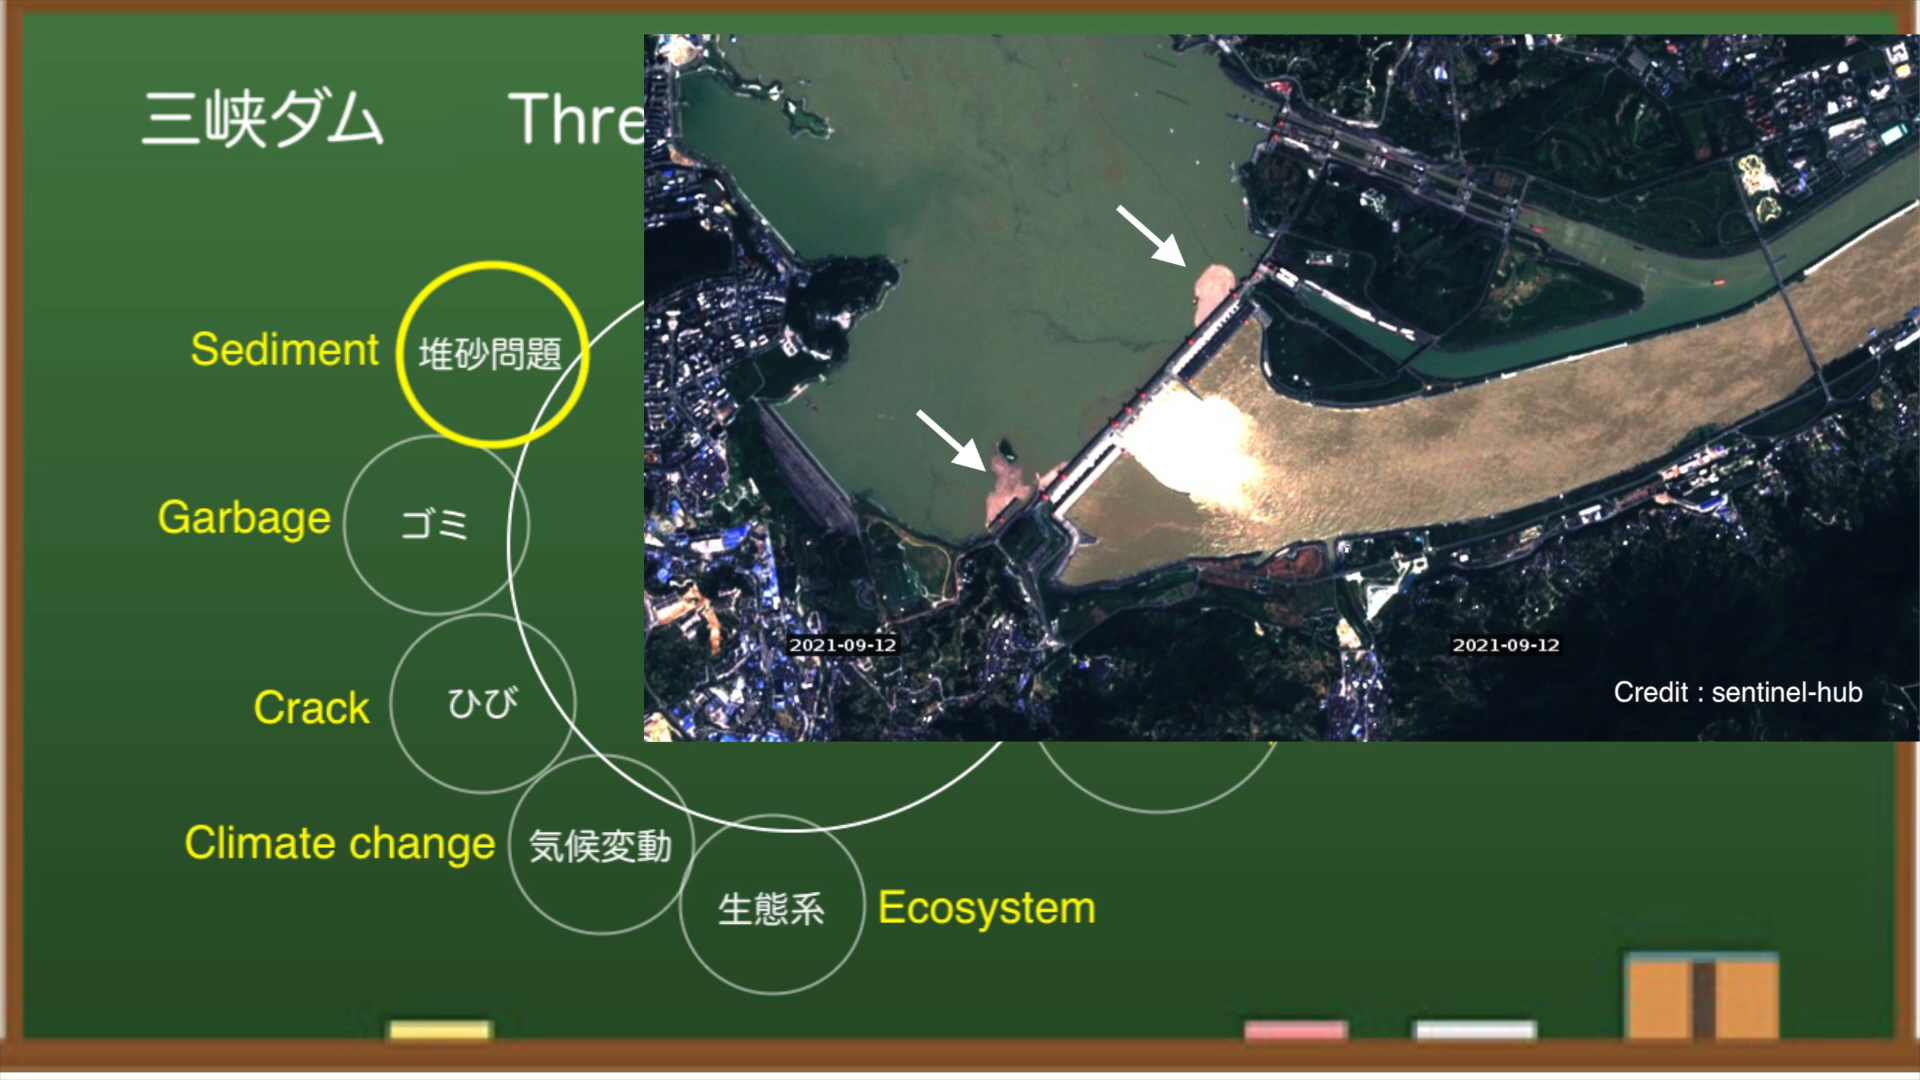 三峡ダム Thre
Sediment 堆砂問題
Garbage ゴミ
Crack ひび
Climate change 気候変動
生態系 Ecosystem
2021-09-12 2021-09-12
Credit : sentinel-hub